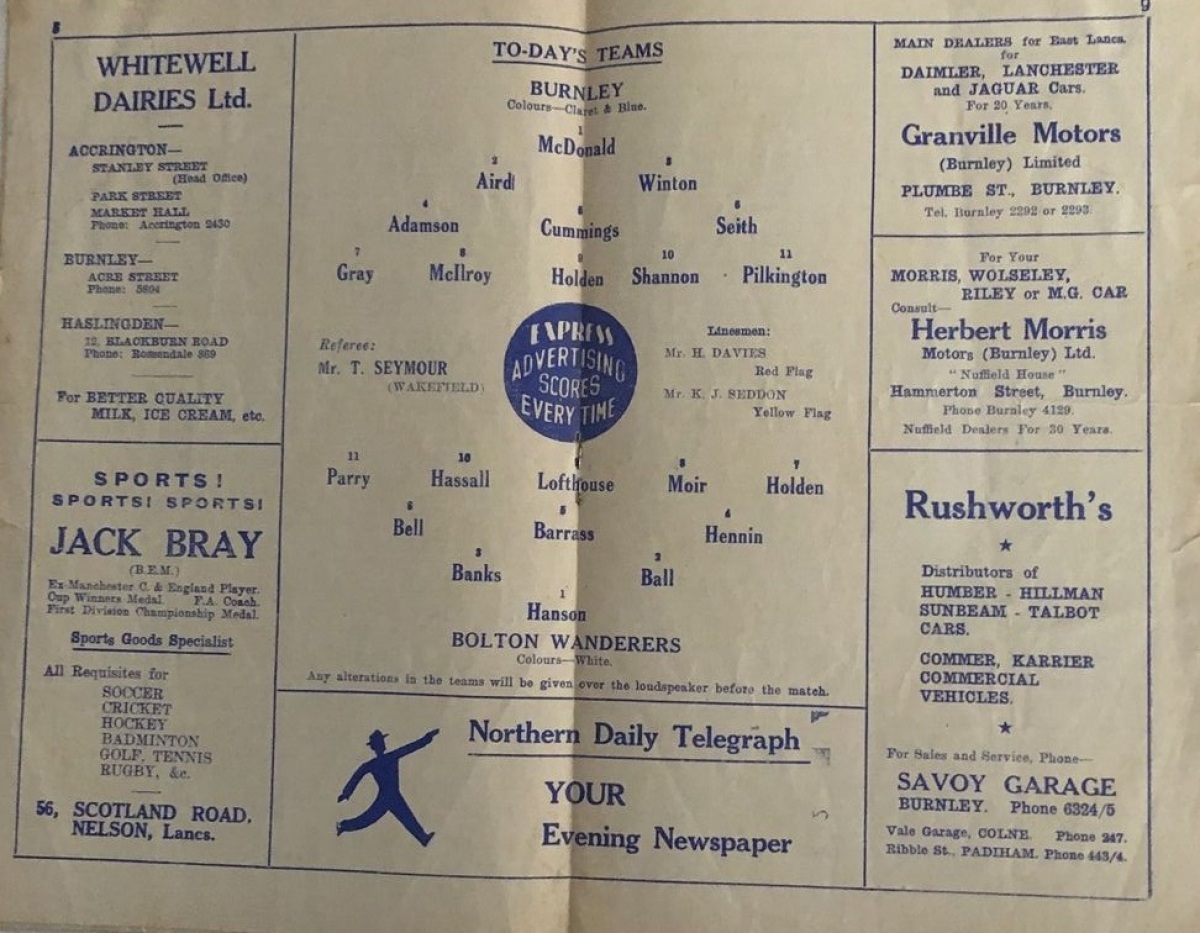 8
9
WHITEWELL
DAIRIES Ltd.
ACCRINGTON—
STANLEY STREET
(Head Office)
PARK STREET
MARKET HALL
Phone: Accrington 2430
BURNLEY—
ACRE STREET
Phone: 5804
HASLINGDEN—
12, BLACKBURN ROAD
Phone: Rossendale 869
For BETTER QUALITY
MILK, ICE CREAM, etc.
SPORTS!
SPORTS! SPORTS!
JACK BRAY
(B.E.M.)
Ex-Manchester C. & England Player.
Cup Winners Medal. F.A. Coach.
First Division Championship Medal.
Sports Goods Specialist
All Requisites for
SOCCER
CRICKET
HOCKEY
BADMINTON
GOLF, TENNIS
RUGBY, &c.
56, SCOTLAND ROAD,
NELSON, Lancs.
TO-DAY'S TEAMS
BURNLEY
Colours—Claret & Blue.
1
McDonald
2 3
Aird Winton
4 5 6
Adamson Cummings Seith
7 8 9 10 11
Gray McIlroy Holden Shannon Pilkington
Referee:
Mr. T. SEYMOUR
(WAKEFIELD)
EXPRESS
ADVERTISING
SCORES
EVERY TIME
Linesmen:
Mr. H. DAVIES
Red Flag
Mr. K. J. SEDDON
Yellow Flag
11 10 8 7
Parry Hassall Lofthouse Moir Holden
6 5 4
Bell Barrass Hennin
3 2
Banks Ball
1
Hanson
BOLTON WANDERERS
Colours—White.
Any alterations in the teams will be given over the loudspeaker before the match.
Northern Daily Telegraph
YOUR
Evening Newspaper
MAIN DEALERS for East Lancs.
for
DAIMLER, LANCHESTER
and JAGUAR Cars.
For 20 Years.
Granville Motors
(Burnley) Limited
PLUMBE ST., BURNLEY.
Tel. Burnley 2292 or 2293.
For Your
MORRIS, WOLSELEY,
RILEY or M.G. CAR
Consult—
Herbert Morris
Motors (Burnley) Ltd.
" Nuffield House "
Hammerton Street, Burnley.
Phone Burnley 4129.
Nuffield Dealers For 30 Years.
Rushworth's
Distributors of
HUMBER - HILLMAN
SUNBEAM - TALBOT
CARS.
COMMER, KARRIER
COMMERCIAL
VEHICLES.
For Sales and Service, Phone—
SAVOY GARAGE
BURNLEY. Phone 6324/5
Vale Garage, COLNE. Phone 247.
Ribble St., PADIHAM. Phone 443/4.